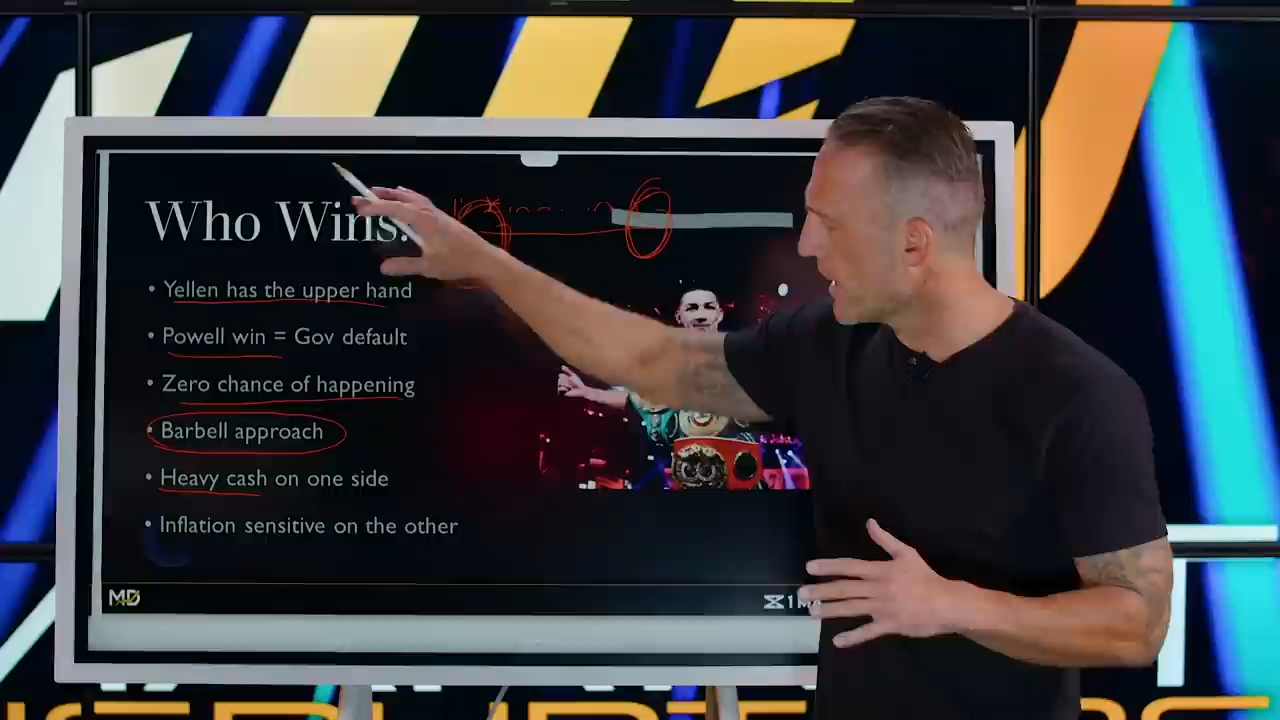 Who Wins?
• Yellen has the upper hand
• Powell win = Gov default
• Zero chance of happening
• Barbell approach
• Heavy cash on one side
• Inflation sensitive on the other
MD